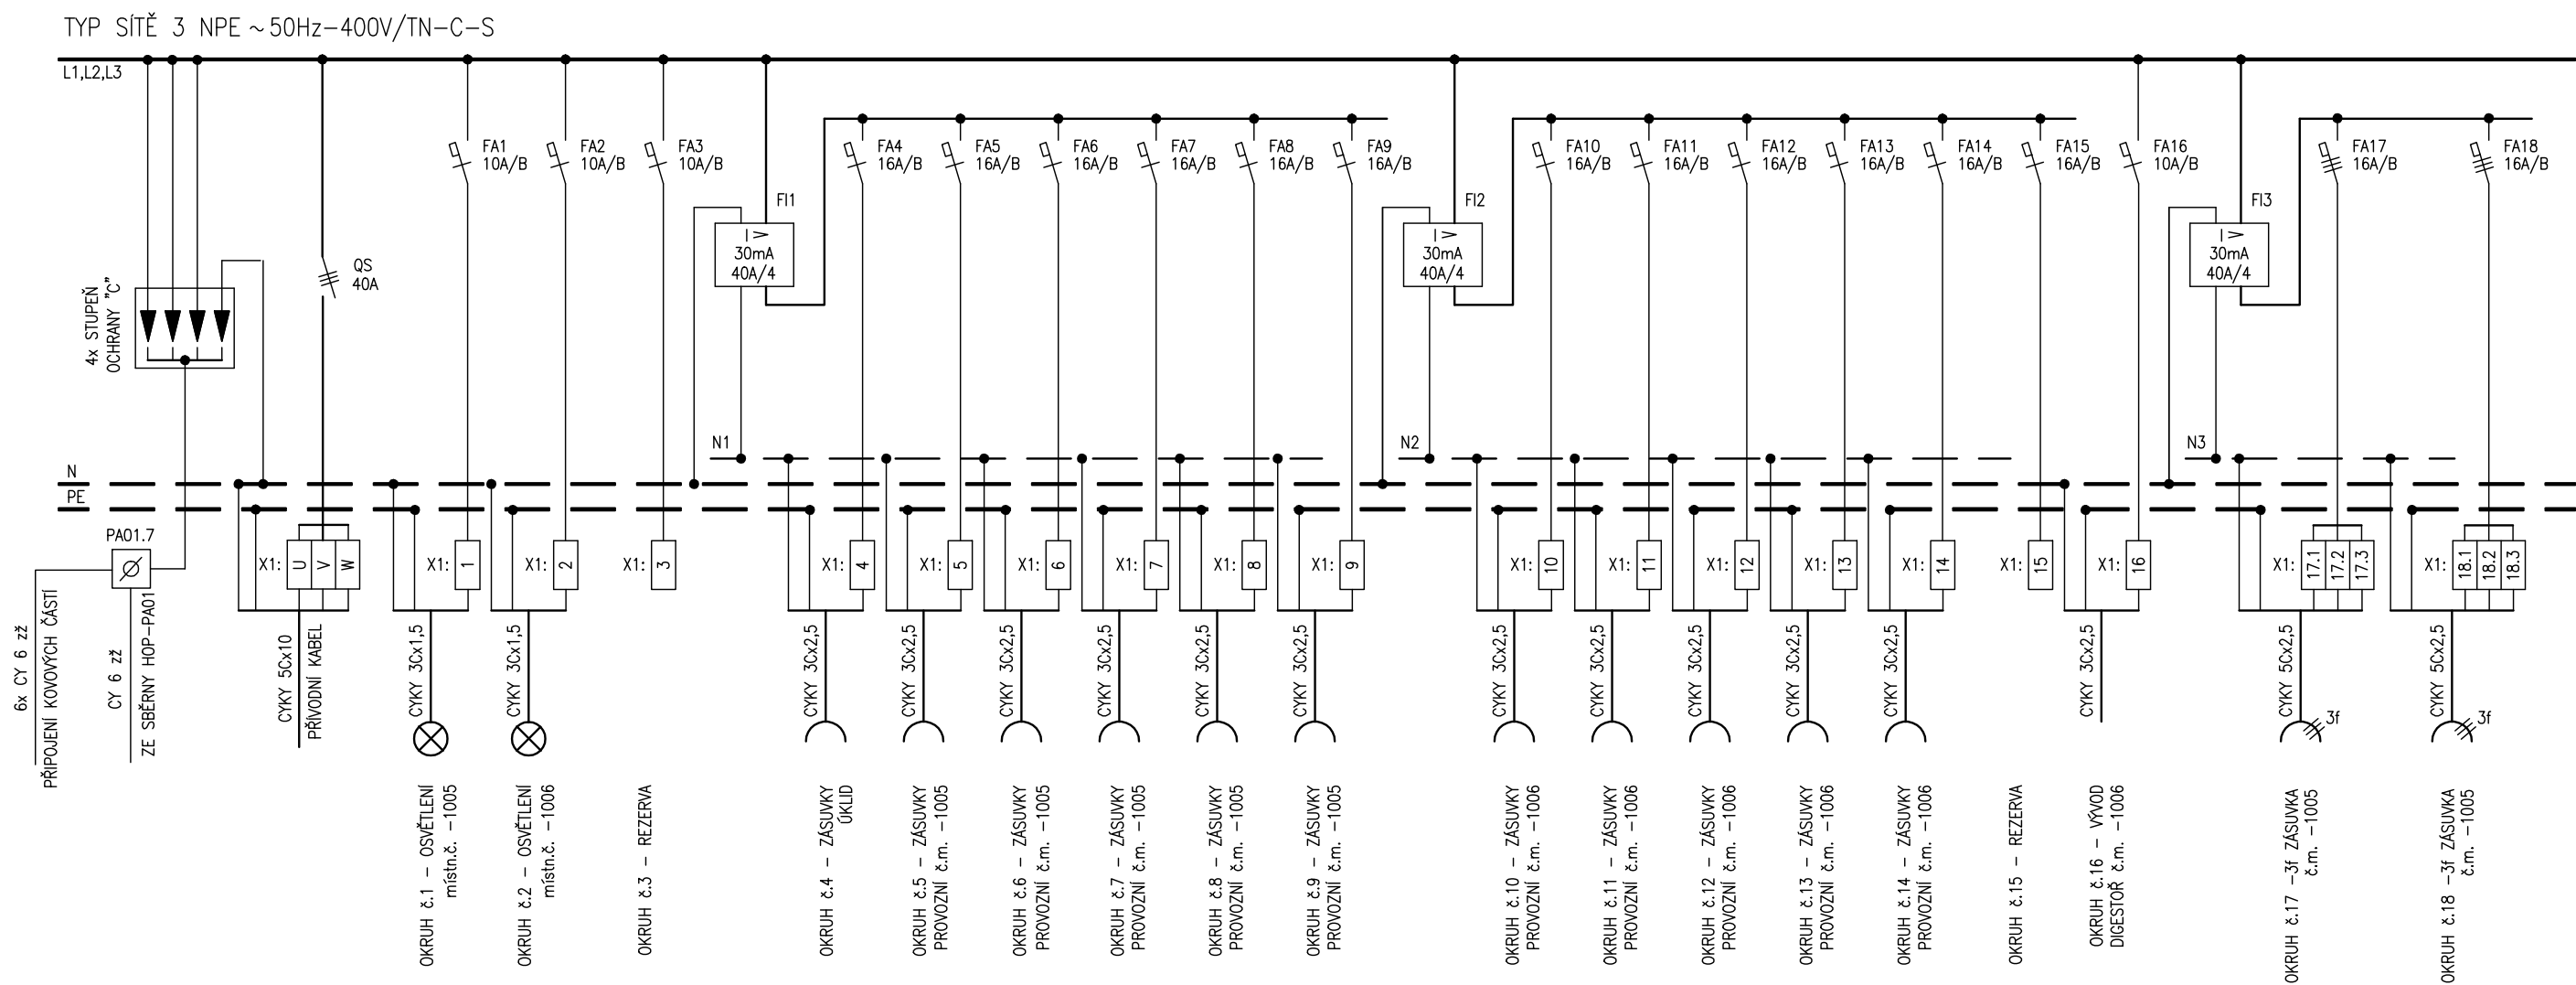 TYP SÍTĚ 3 NPE ~ 50Hz-400V/TN-C-S
L1,L2,L3
FA1
10A/B
FA2
10A/B
FA3
10A/B
FA4
16A/B
FA5
16A/B
FA6
16A/B
FA7
16A/B
FA8
16A/B
FA9
16A/B
FA10
16A/B
FA11
16A/B
FA12
16A/B
FA13
16A/B
FA14
16A/B
FA15
16A/B
FA16
10A/B
FA17
16A/B
FA18
16A/B
FI1
I >
30mA
40A/4
FI2
I >
30mA
40A/4
FI3
I >
30mA
40A/4
QS
40A
4x STUPEŇ
OCHRANY "C"
N1
N2
N3
N
PE
PA01.7
X1: U V W
X1: 1
X1: 2
X1: 3
X1: 4
X1: 5
X1: 6
X1: 7
X1: 8
X1: 9
X1: 10
X1: 11
X1: 12
X1: 13
X1: 14
X1: 15
X1: 16
X1: 17.1 17.2 17.3
X1: 18.1 18.2 18.3
6x CY 6 zž
PŘIPOJENÍ KOVOVÝCH ČÁSTÍ
CY 6 zž
ZE SBĚRNY HOP-PA01
CYKY 5Cx10
PŘÍVODNÍ KABEL
CYKY 3Cx1,5
CYKY 3Cx1,5
CYKY 3Cx2,5
CYKY 3Cx2,5
CYKY 3Cx2,5
CYKY 3Cx2,5
CYKY 3Cx2,5
CYKY 3Cx2,5
CYKY 3Cx2,5
CYKY 3Cx2,5
CYKY 3Cx2,5
CYKY 3Cx2,5
CYKY 3Cx2,5
CYKY 3Cx2,5
CYKY 5Cx2,5
3f
CYKY 5Cx2,5
3f
OKRUH č.1 - OSVĚTLENÍ
místn.č. -1005
OKRUH č.2 - OSVĚTLENÍ
místn.č. -1006
OKRUH č.3 - REZERVA
OKRUH č.4 - ZÁSUVKY
ÚKLID
OKRUH č.5 - ZÁSUVKY
PROVOZNÍ č.m. -1005
OKRUH č.6 - ZÁSUVKY
PROVOZNÍ č.m. -1005
OKRUH č.7 - ZÁSUVKY
PROVOZNÍ č.m. -1005
OKRUH č.8 - ZÁSUVKY
PROVOZNÍ č.m. -1005
OKRUH č.9 - ZÁSUVKY
PROVOZNÍ č.m. -1005
OKRUH č.10 - ZÁSUVKY
PROVOZNÍ č.m. -1006
OKRUH č.11 - ZÁSUVKY
PROVOZNÍ č.m. -1006
OKRUH č.12 - ZÁSUVKY
PROVOZNÍ č.m. -1006
OKRUH č.13 - ZÁSUVKY
PROVOZNÍ č.m. -1006
OKRUH č.14 - ZÁSUVKY
PROVOZNÍ č.m. -1006
OKRUH č.15 - REZERVA
OKRUH č.16 - VÝVOD
DIGESTOŘ č.m. -1006
OKRUH č.17 -3f ZÁSUVKA
č.m. -1005
OKRUH č.18 -3f ZÁSUVKA
č.m. -1005